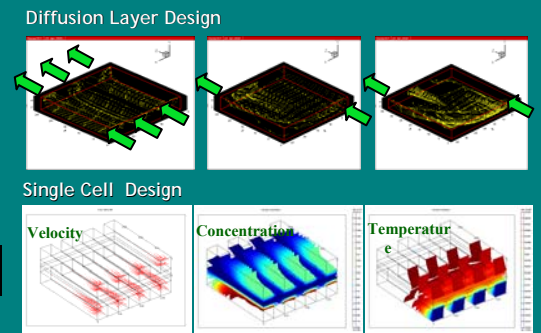 Diffusion Layer Design
Single Cell Design
Velocity
Concentration
Temperatur
e